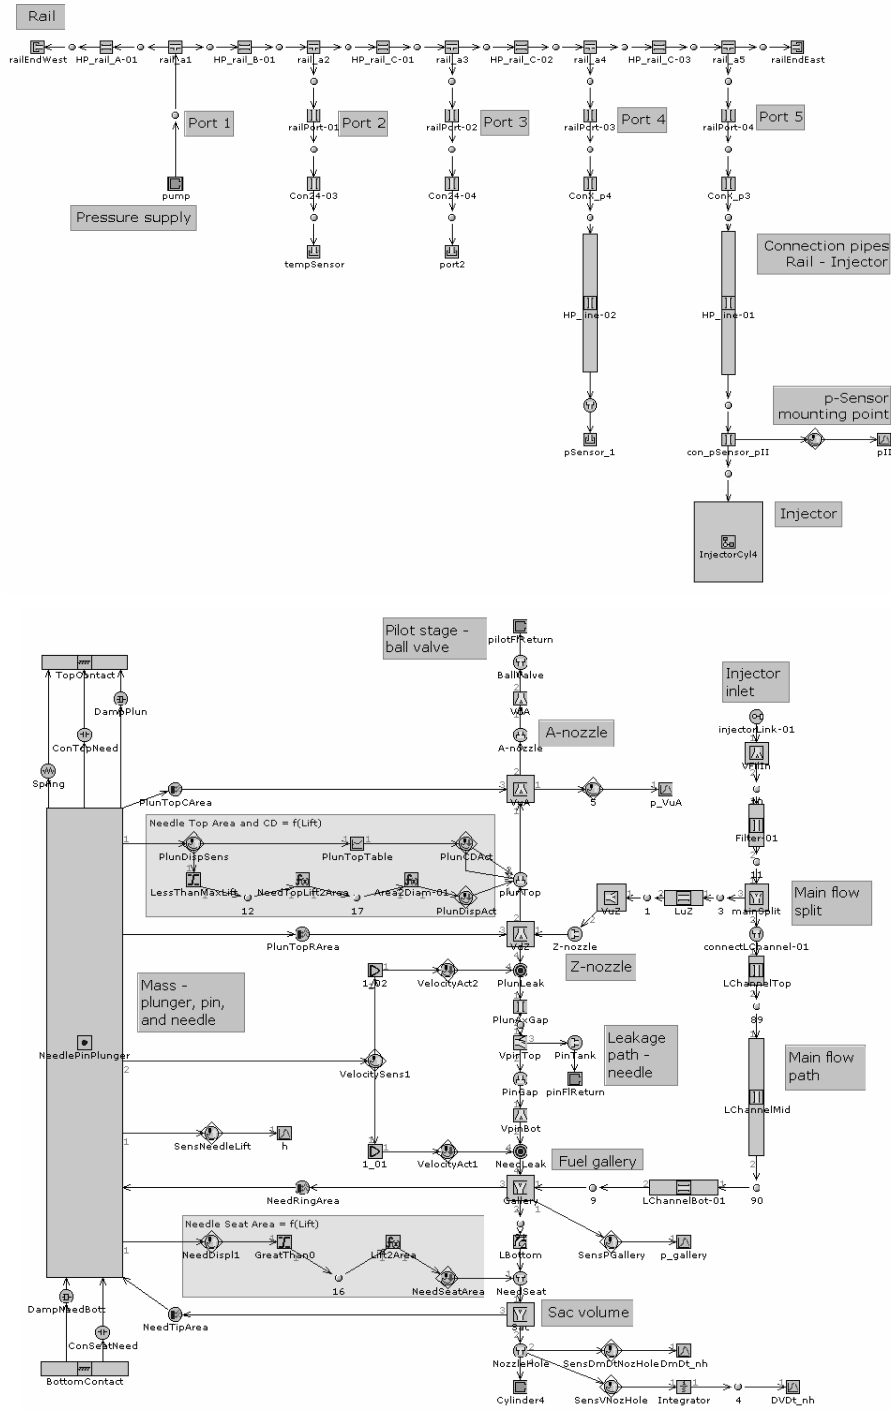 Rail
railEndWest HP_rail_A-01 rail_a1 HP_rail_B-01 rail_a2 HP_rail_C-01 rail_a3 HP_rail_C-02 rail_a4 HP_rail_C-03 rail_a5 railEndEast
Port 1 railPort-01 Port 2 railPort-02 Port 3 railPort-03 Port 4 railPort-04 Port 5
pump Con24-03 Con24-04 ConX_p4 ConX_p3
Pressure supply
tempSensor port2
Connection pipes
Rail - Injector
HP_line-02 HP_line-01
p-Sensor
mounting point
pSensor_1 con_pSensor_pII pII
Injector
InjectorCyl4
Pilot stage -
ball valve
pilotFlReturn
BallValve
TopContact
Injector
inlet
DampPlun
injectorLink-01
A-nozzle
ConTopNeed
A-nozzle
VFilIn
Spring
PlunTopCArea VuA 5 p_VuA
Needle Top Area and CD = f(Lift)
Filter-01
PlunDispSens PlunTopTable PlunCDAct
11
LessThanMaxLift NeedTopLift2Area Area2Diam-01 plunTop
12 17 PlunDispAct
VuZ 1 LuZ 3 mainSplit
Main flow
split
PlunTopRArea VdZ Z-nozzle connectLChannel-01
Z-nozzle
Mass -
plunger, pin,
and needle
1_02 VelocityAct2 PlunLeak LChannelTop
PlunAxGap 89
NeedlePinPlunger VelocitySens1 VpinTop PinTank
Leakage
path -
needle
Main flow
path
PinGap pinFlReturn
LChannelMid
VpinBot
SensNeedleLift h
1_01 VelocityAct1 NeedLeak
Fuel gallery
NeedRingArea Gallery 9 LChannelBot-01 90
Needle Seat Area = f(Lift)
NeedDispl1 GreatThan0 Lift2Area LBottom SensPGallery p_gallery
16 NeedSeatArea NeedSeat
DampNeedBott
NeedTipArea Sac
Sac volume
ConSeatNeed
NozzleHole SensDmDtNozHole DmDt_nh
BottomContact
Cylinder4 SensVNozHole Integrator 4 DVDt_nh